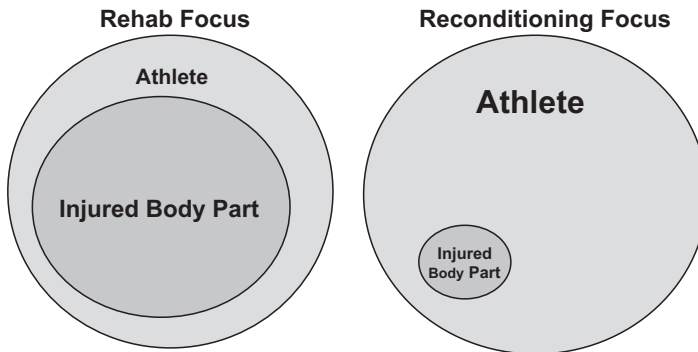 Rehab Focus
Athlete
Injured Body Part
Reconditioning Focus
Athlete
Injured
Body Part